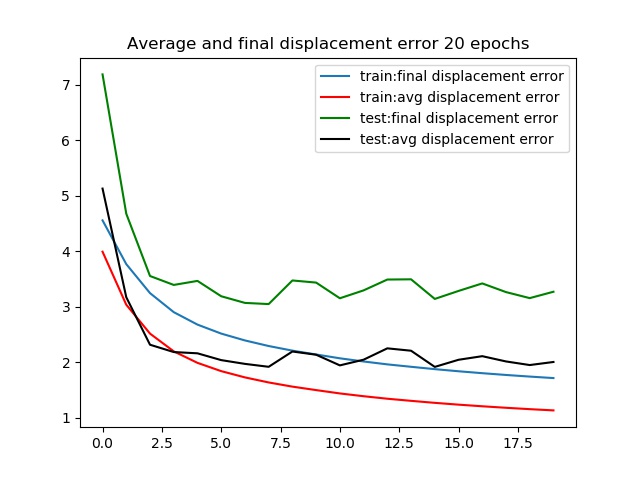 Average and final displacement error 20 epochs
train:final displacement error
train:avg displacement error
test:final displacement error
test:avg displacement error
7
6
5
4
3
2
1
0.0 2.5 5.0 7.5 10.0 12.5 15.0 17.5